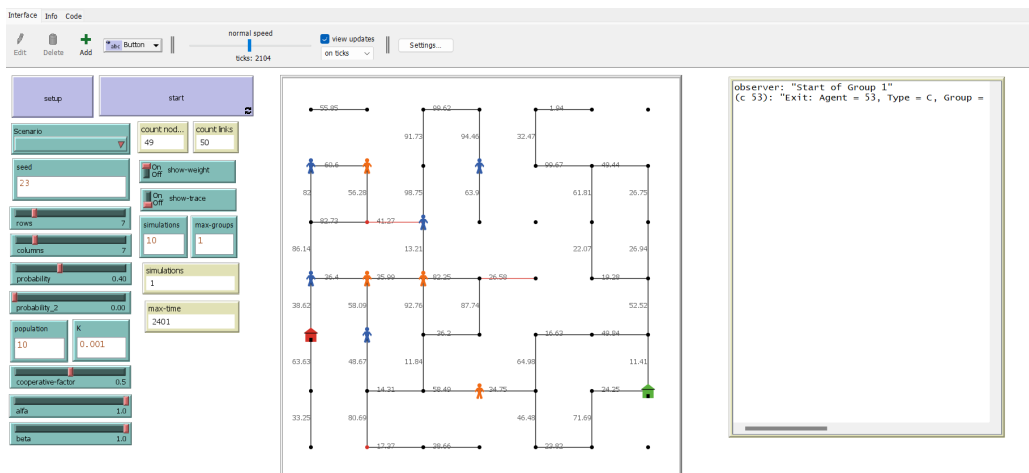 Interface Info Code
Edit Delete Add abc Button normal speed view updates Settings...
ticks: 2104 on ticks
setup start
Scenario
count nod... count links
49 50
seed
23
On
Off show-weight
On
Off show-trace
rows 7
columns 7
simulations max-groups
10 1
probability 0.40
simulations
1
probability_2 0.00
max-time
2401
population K
10 0.001
cooperative-factor 0.5
alfa 1.0
beta 1.0
55.85 99.62 1.94
91.73 94.46 32.47
60.6 99.67 49.44
82 56.28 98.75 63.9 61.81 26.75
82.73 41.27
86.14 13.21 22.07 26.94
36.4 35.99 82.25 26.58 19.28
38.62 58.09 92.76 87.74 52.52
36.2 16.63 49.84
63.63 48.67 11.84 64.98 11.41
14.31 58.49 34.75 24.25
33.25 80.69 46.48 71.69
17.37 38.66 23.82
observer: "Start of Group 1"
(c 53): "Exit: Agent = 53, Type = C, Group =